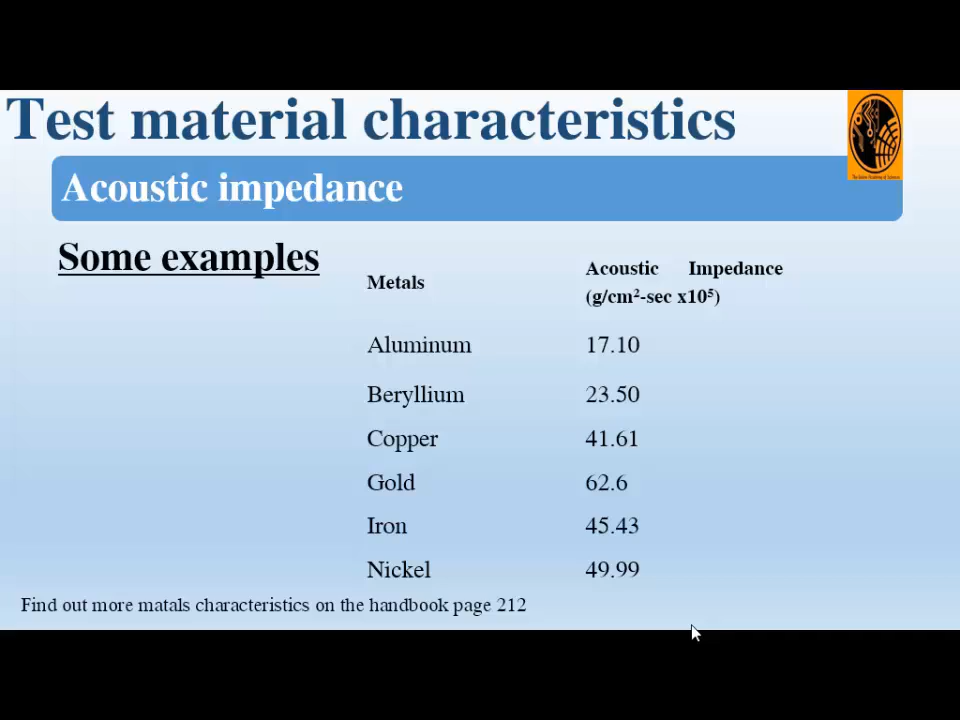 Test material characteristics
Acoustic impedance
Some examples
Metals
Acoustic Impedance
(g/cm²-sec x10⁵)
Aluminum 17.10
Beryllium 23.50
Copper 41.61
Gold 62.6
Iron 45.43
Nickel 49.99
Find out more matals characteristics on the handbook page 212